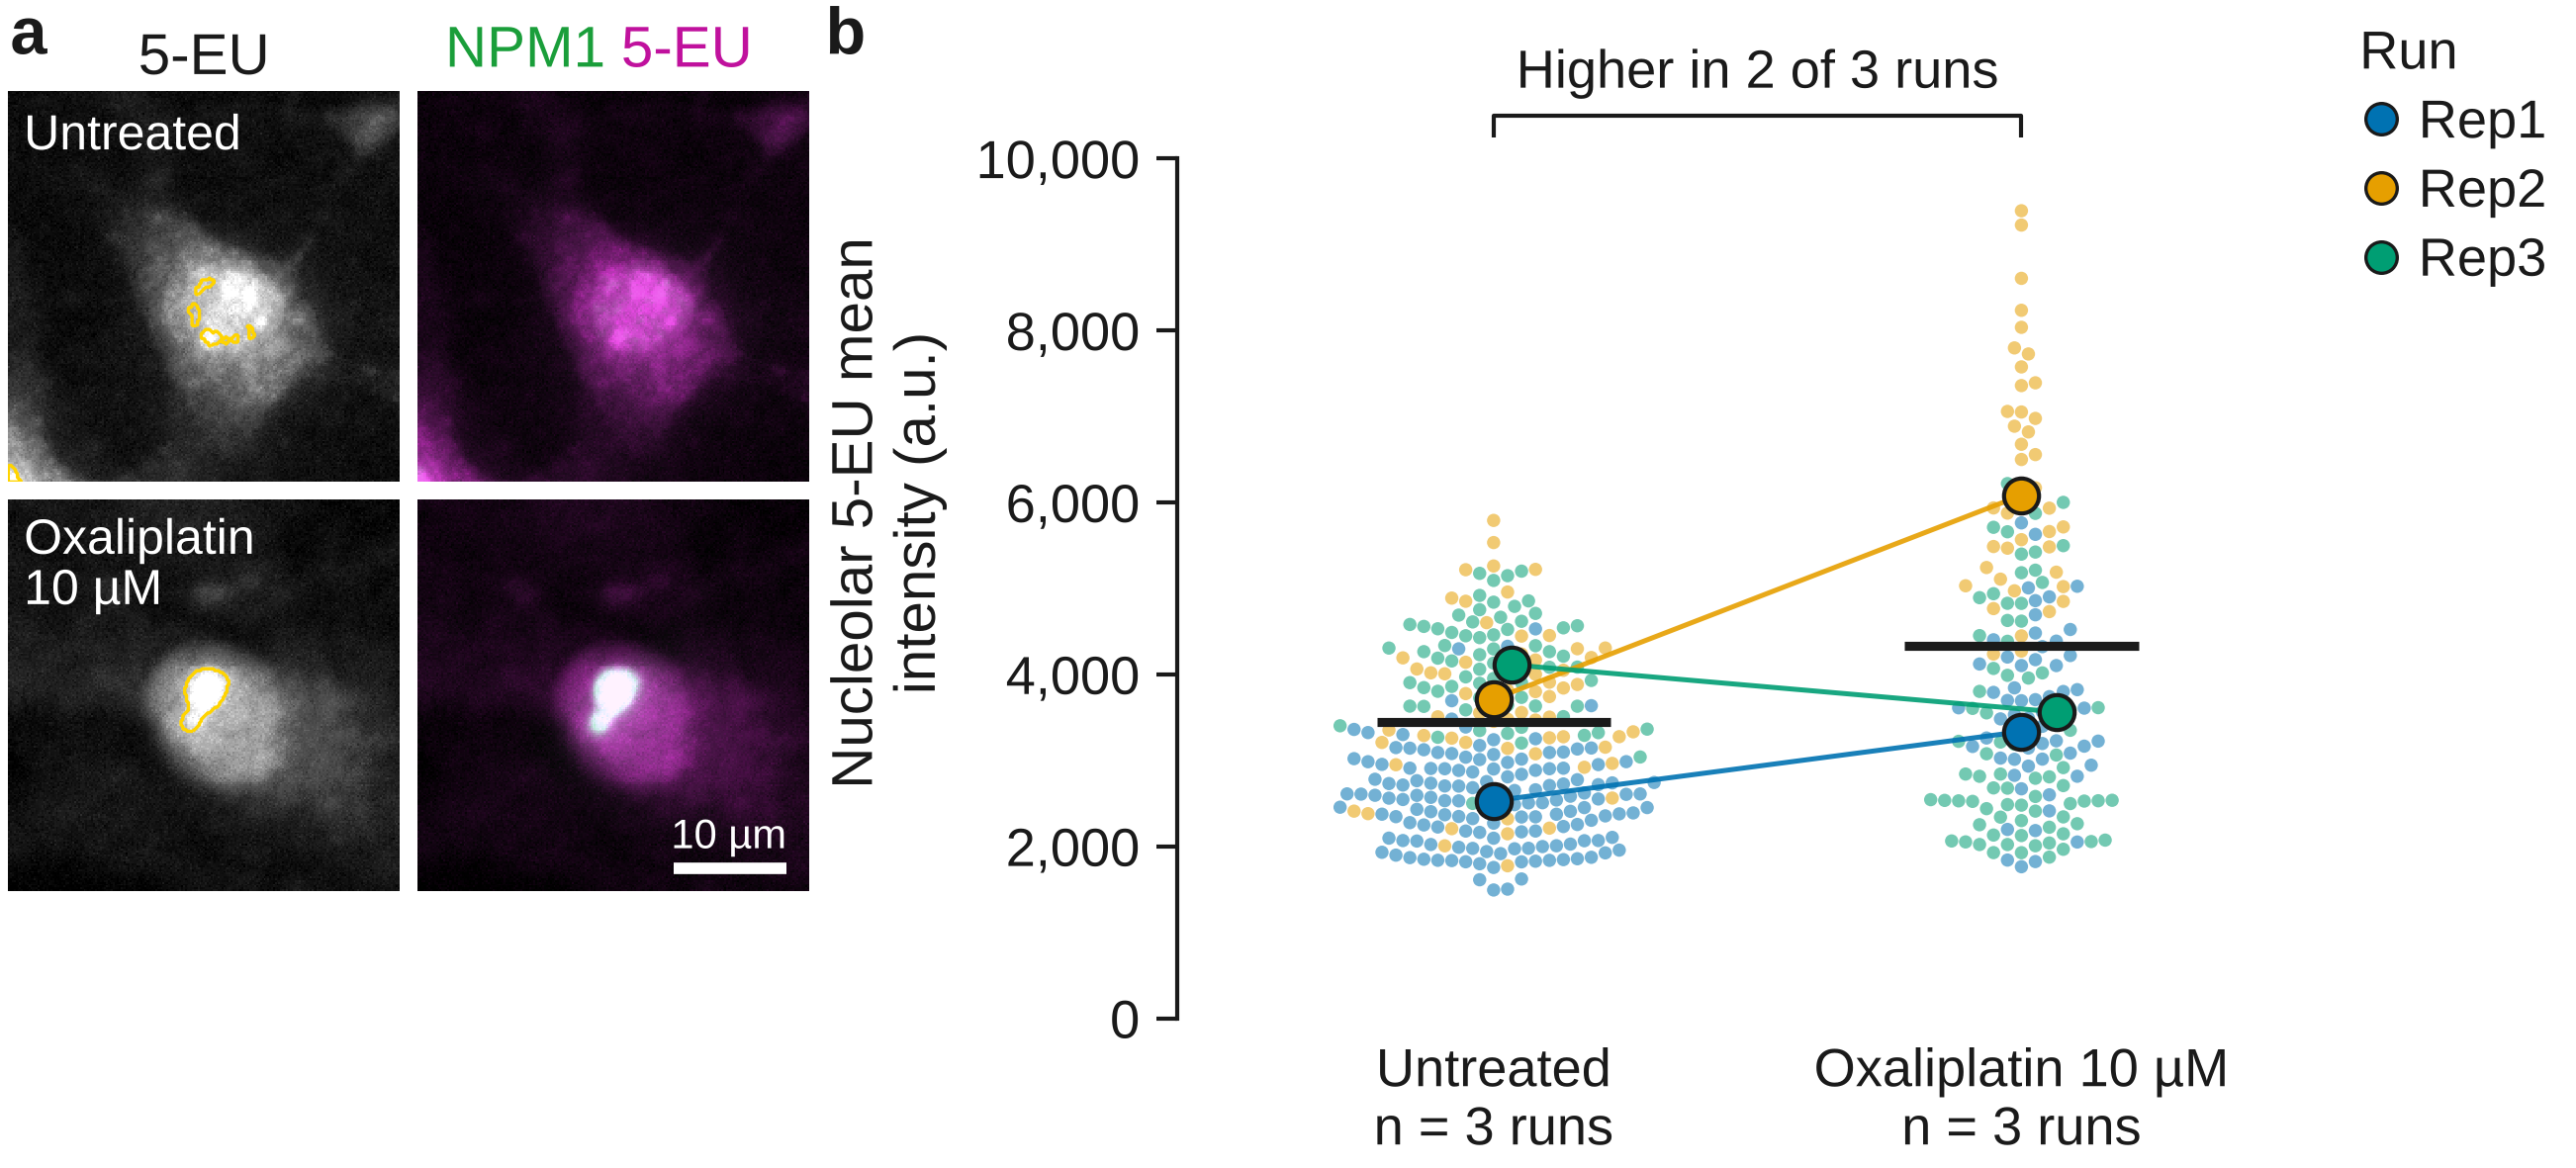 a
5-EU
NPM1 5-EU
Untreated
Oxaliplatin
10 µM
10 µm
b
Higher in 2 of 3 runs
Nucleolar 5-EU mean
intensity (a.u.)
10,000
8,000
6,000
4,000
2,000
0
Untreated
n = 3 runs
Oxaliplatin 10 µM
n = 3 runs
Run
Rep1
Rep2
Rep3